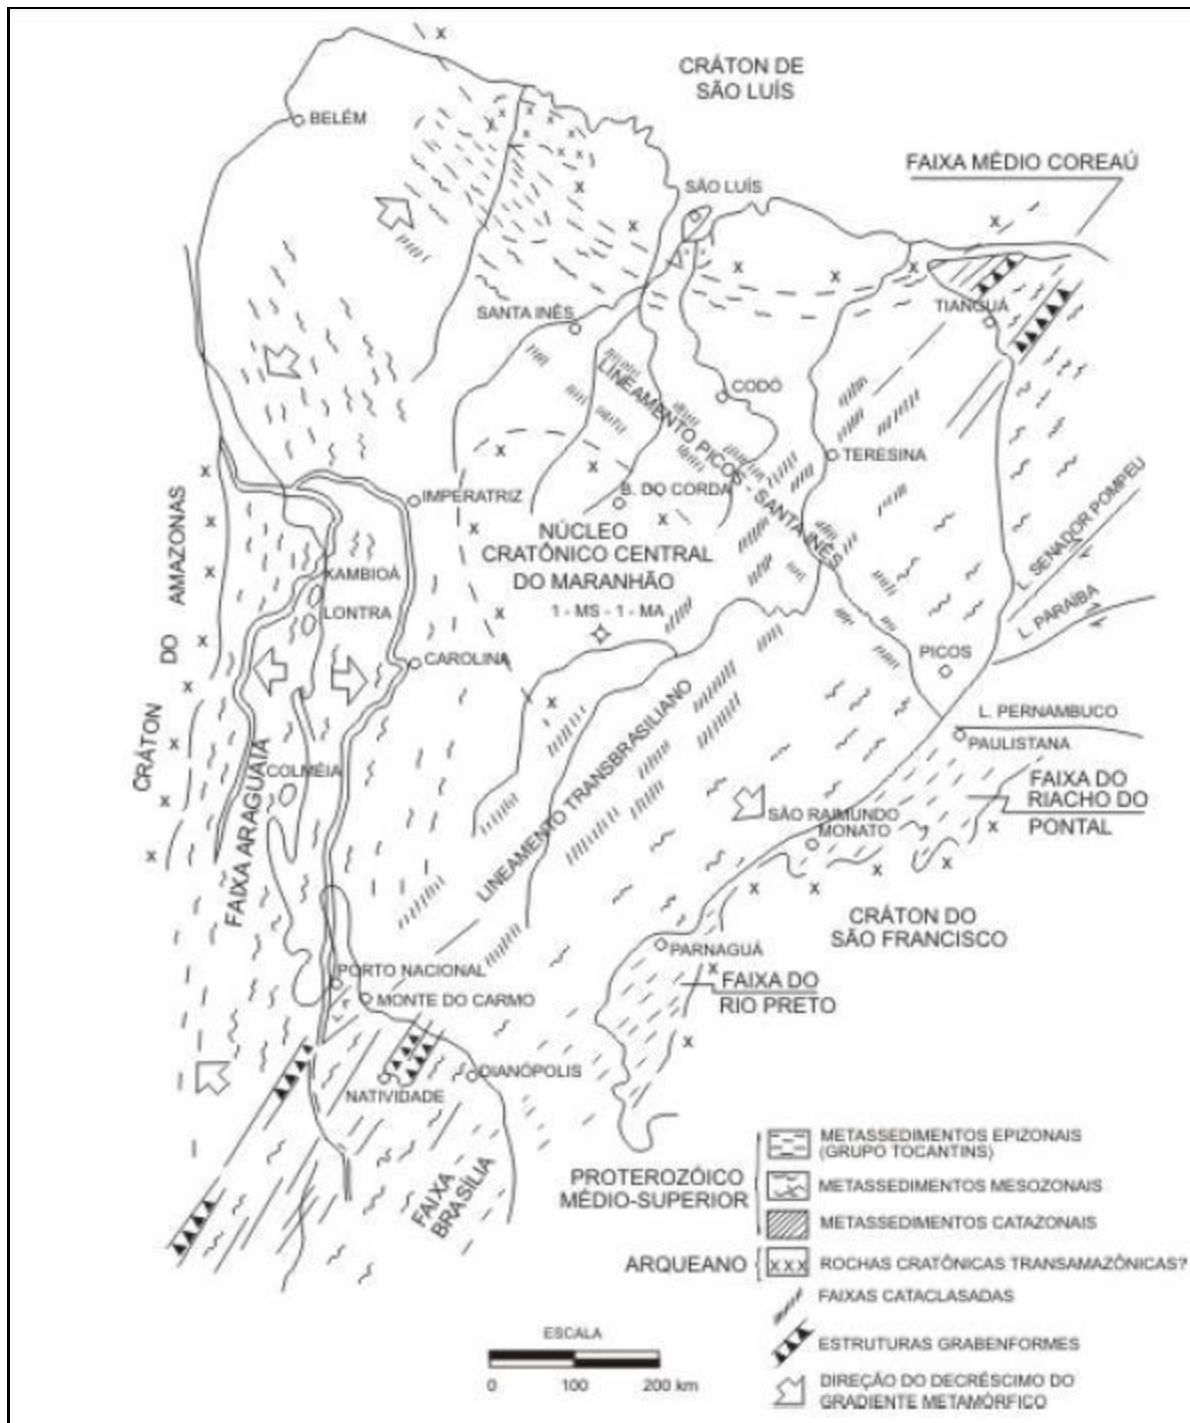 CRÁTON DE
SÃO LUÍS
BELÉM
FAIXA MÉDIO COREAÚ
SÃO LUÍS
SANTA INÊS
TIANGUÁ
CODÓ
LINEAMENTO PICOS - SANTA INÊS
TERESINA
IMPERATRIZ
B. DO CORDA
NÚCLEO
CRATÔNICO CENTRAL
DO MARANHÃO
1 - MS - 1 - MA
CRÁTON DO AMAZONAS
XAMBIOÁ
LONTRA
CAROLINA
L. SENADOR POMPEU
L. PARAÍBA
PICOS
L. PERNAMBUCO
PAULISTANA
FAIXA DO
RIACHO DO
PONTAL
COLMÉIA
FAIXA ARAGUAIA
LINEAMENTO TRANSBRASILIANO
SÃO RAIMUNDO
MONATO
CRÁTON DO
SÃO FRANCISCO
PARNAGUÁ
FAIXA DO
RIO PRETO
PORTO NACIONAL
MONTE DO CARMO
DIANÓPOLIS
NATIVIDADE
FAIXA
BRASÍLIA
PROTEROZÓICO
MÉDIO-SUPERIOR
METASSEDIMENTOS EPIZONAIS
(GRUPO TOCANTINS)
METASSEDIMENTOS MESOZONAIS
METASSEDIMENTOS CATAZONAIS
ARQUEANO
x x x
ROCHAS CRATÔNICAS TRANSAMAZÔNICAS?
FAIXAS CATACLASADAS
ESTRUTURAS GRABENFORMES
DIREÇÃO DO DECRÉSCIMO DO
GRADIENTE METAMÓRFICO
ESCALA
0 100 200 km